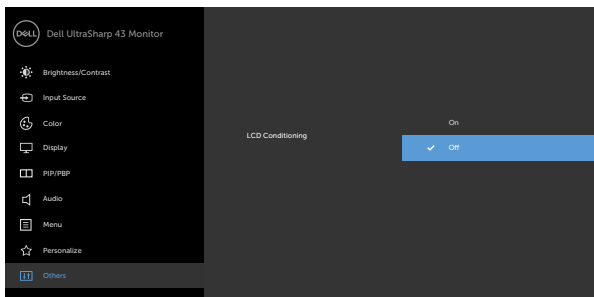 DELL
Dell UltraSharp 43 Monitor
Brightness/Contrast
Input Source
Color
Display
PIP/PBP
Audio
Menu
Personalize
Others
LCD Conditioning
On
Off